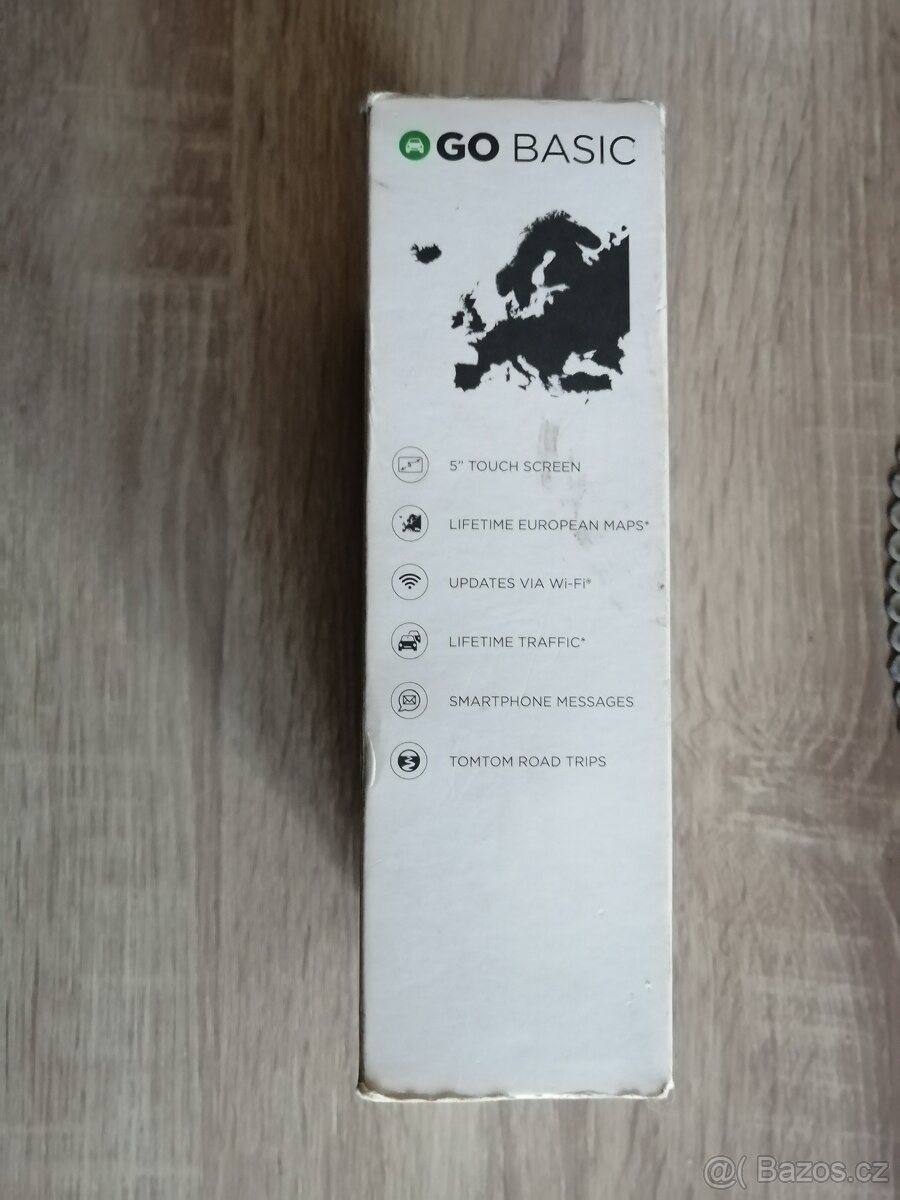 GO BASIC
5" TOUCH SCREEN
LIFETIME EUROPEAN MAPS*
UPDATES VIA Wi-Fi®
LIFETIME TRAFFIC*
SMARTPHONE MESSAGES
TOMTOM ROAD TRIPS
@( Bazos.cz